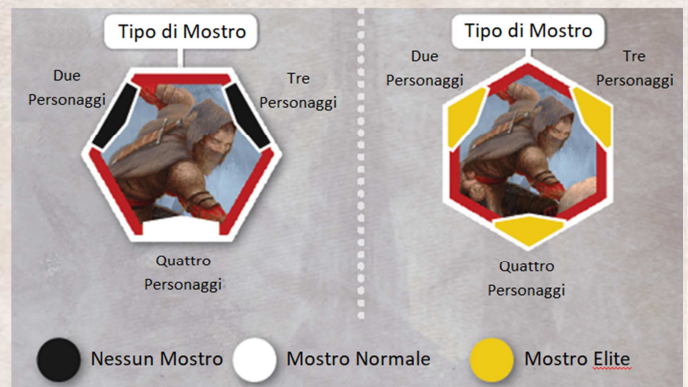 Tipo di Mostro
Due
Personaggi
Tre
Personaggi
Quattro
Personaggi
Tipo di Mostro
Due
Personaggi
Tre
Personaggi
Quattro
Personaggi
Nessun Mostro
Mostro Normale
Mostro Elite